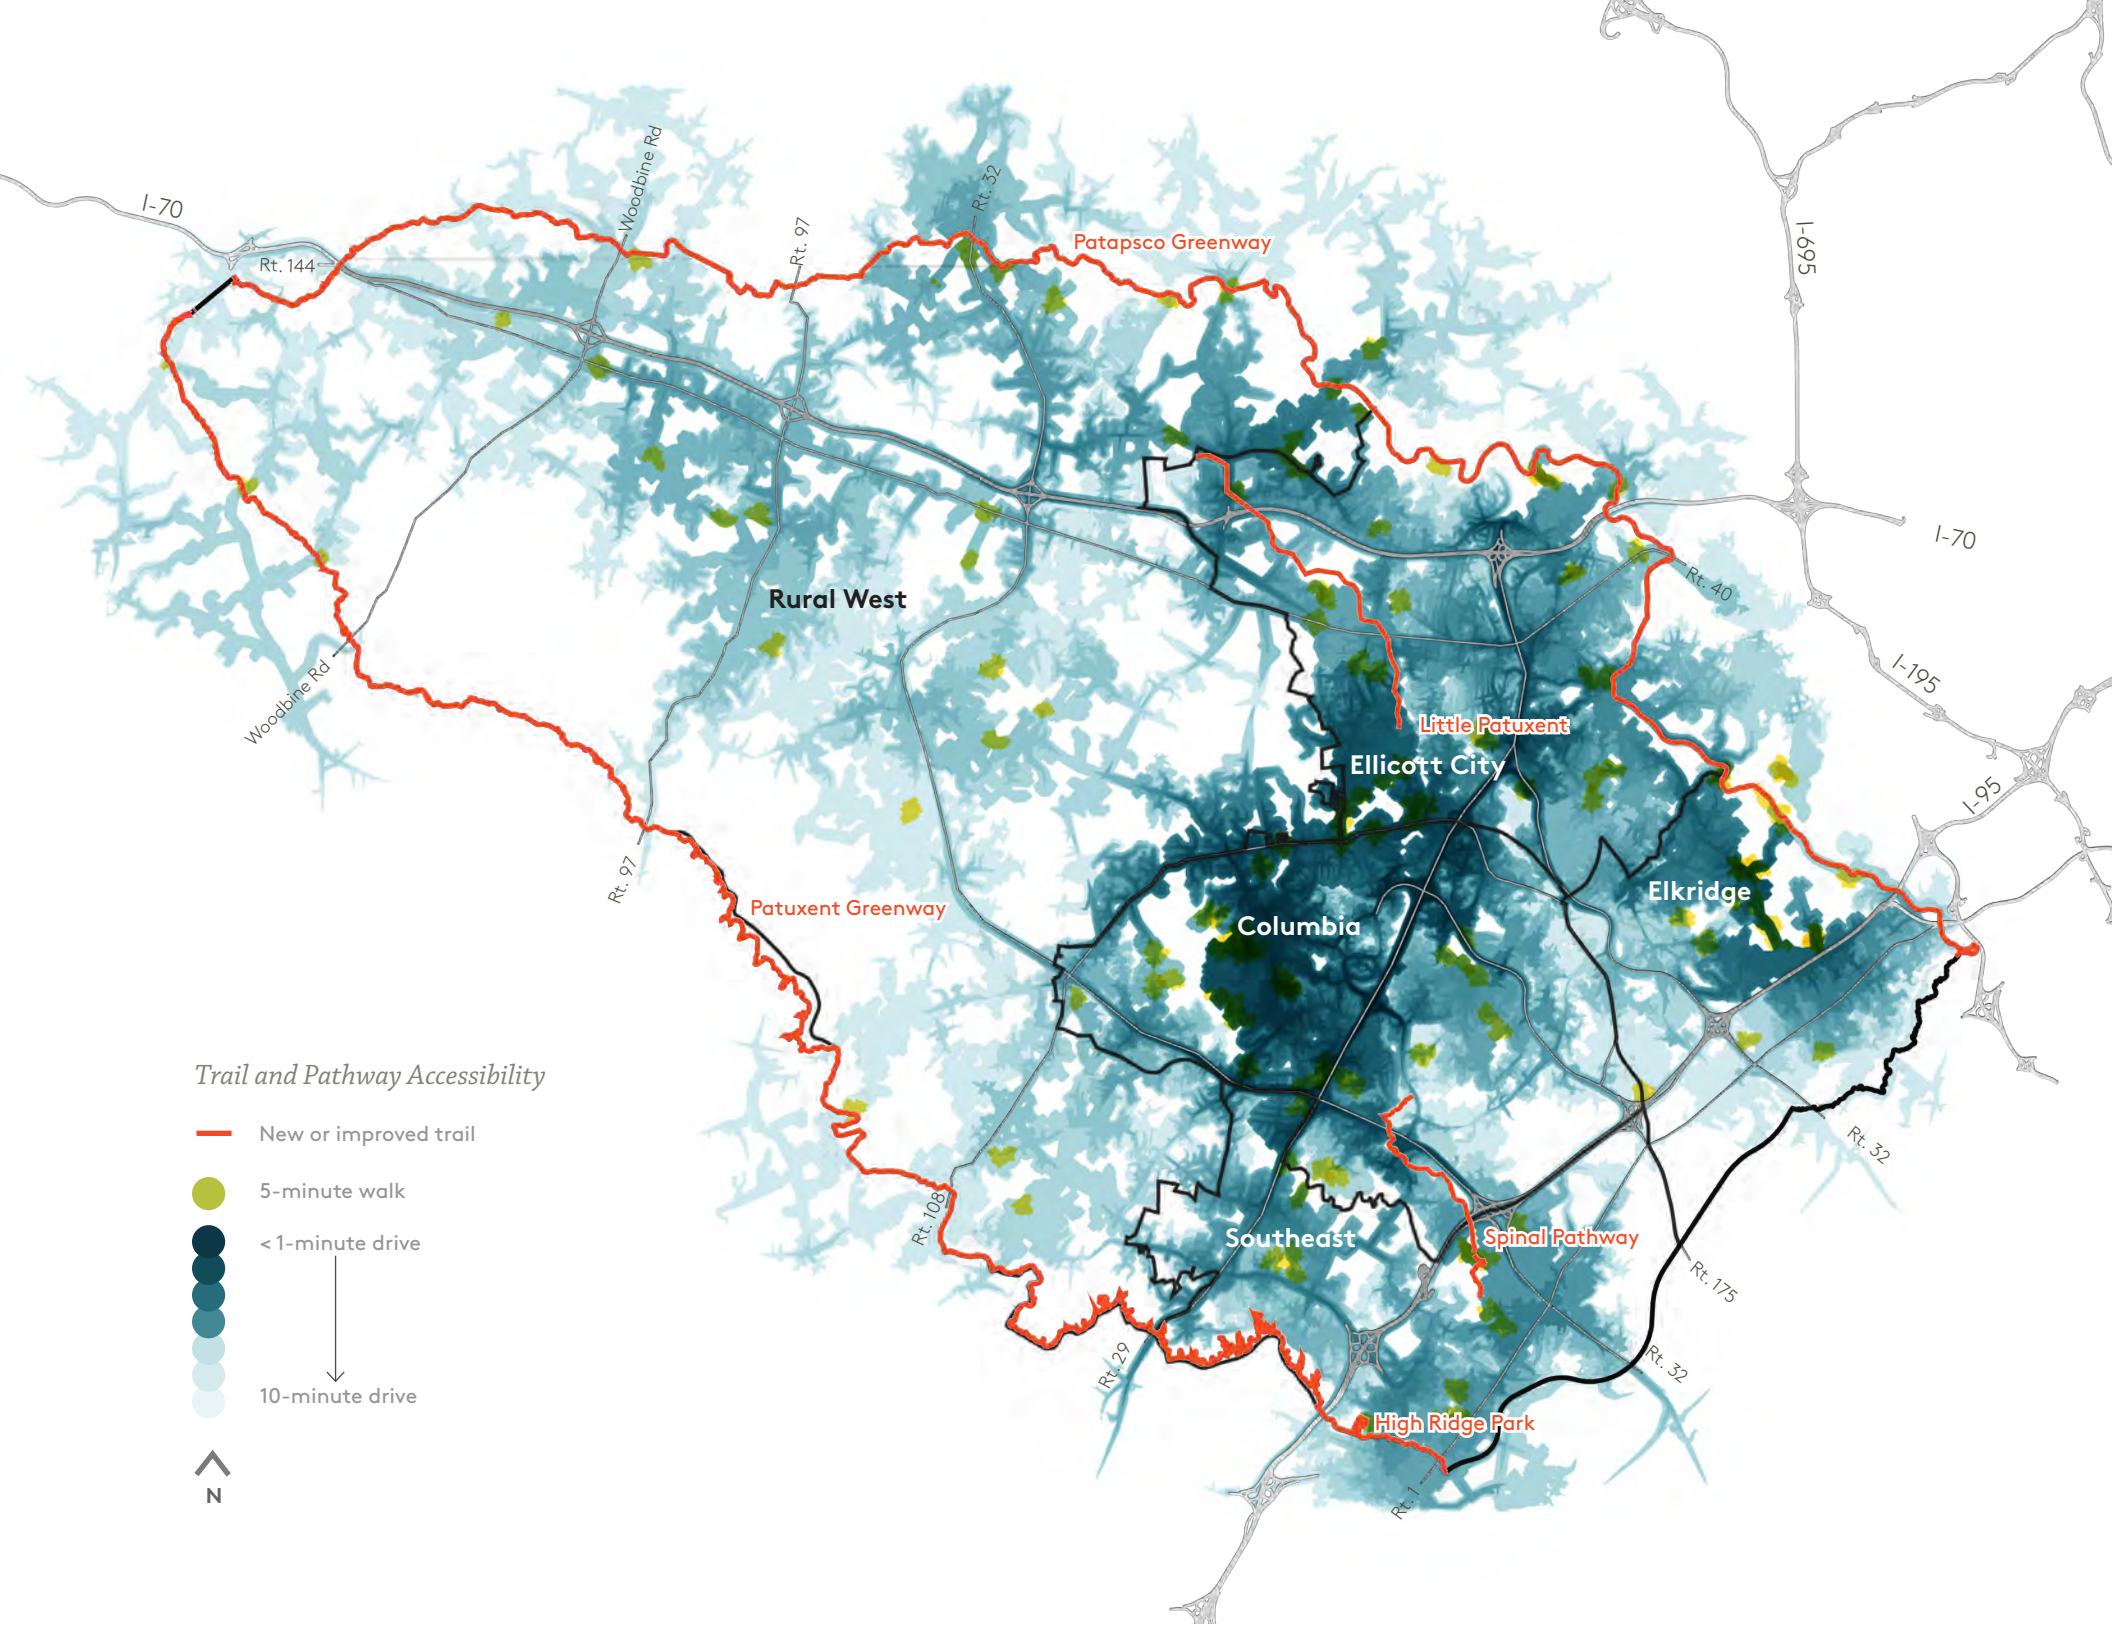 I-70
Rt. 144
Woodbine Rd
Rt. 97
Rt. 32
Patapsco Greenway
I-695
I-70
Rt. 40
I-195
I-95
Rural West
Woodbine Rd
Little Patuxent
Ellicott City
Rt. 97
Patuxent Greenway
Elkridge
Columbia
Trail and Pathway Accessibility
New or improved trail
5-minute walk
< 1-minute drive
10-minute drive
N
Rt. 108
Rt. 32
Southeast
Spinal Pathway
Rt. 175
Rt. 29
Rt. 32
High Ridge Park
Rt. 1